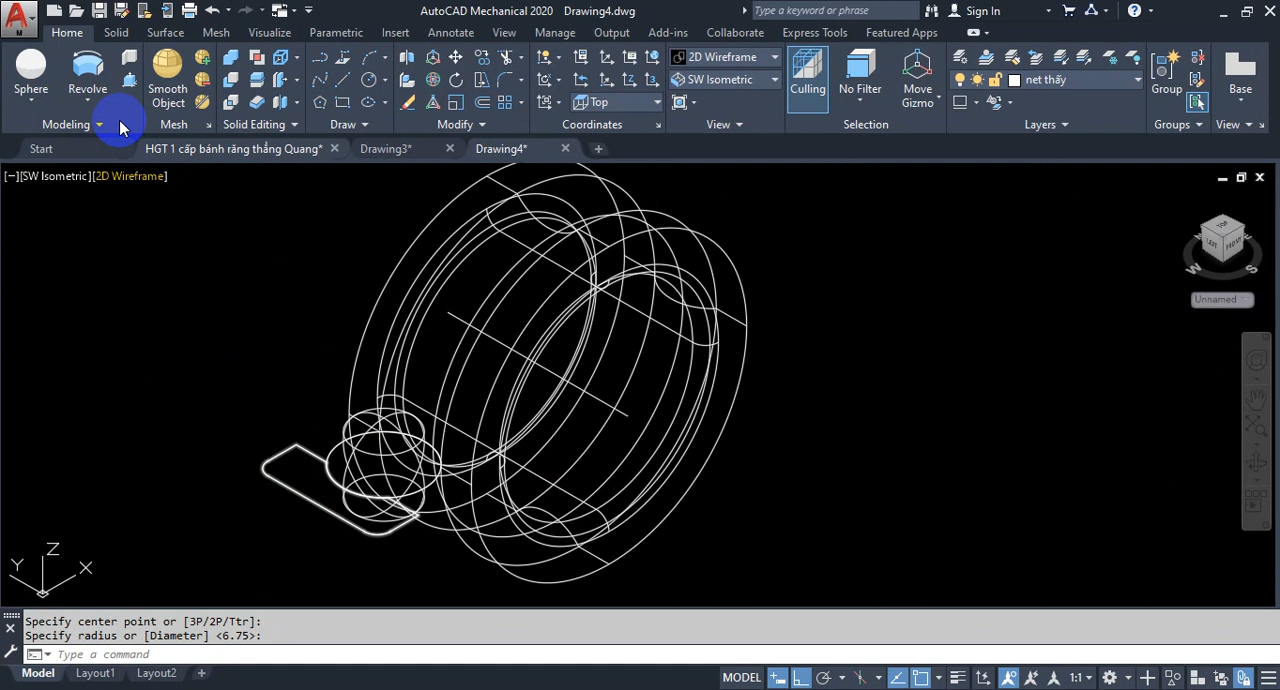 AutoCAD Mechanical 2020 Drawing4.dwg
Type a keyword or phrase
Sign In
Home Solid Surface Mesh Visualize Parametric Insert Annotate View Manage Output Add-ins Collaborate Express Tools Featured Apps
Sphere Revolve Smooth Object
2D Wireframe
SW Isometric
Top
Culling No Filter Move Gizmo
net thấy
Group Base
Modeling Mesh Solid Editing Draw Modify Coordinates View Selection Layers Groups View
Start HGT 1 cấp bánh răng thẳng Quang* Drawing3* Drawing4*
[−][SW Isometric][2D Wireframe]
TOP
LEFT FRONT
W S
Unnamed
Z
Y X
Specify center point or [3P/2P/Ttr]:
Specify radius or [Diameter] <6.75>:
Type a command
Model Layout1 Layout2
MODEL 1:1